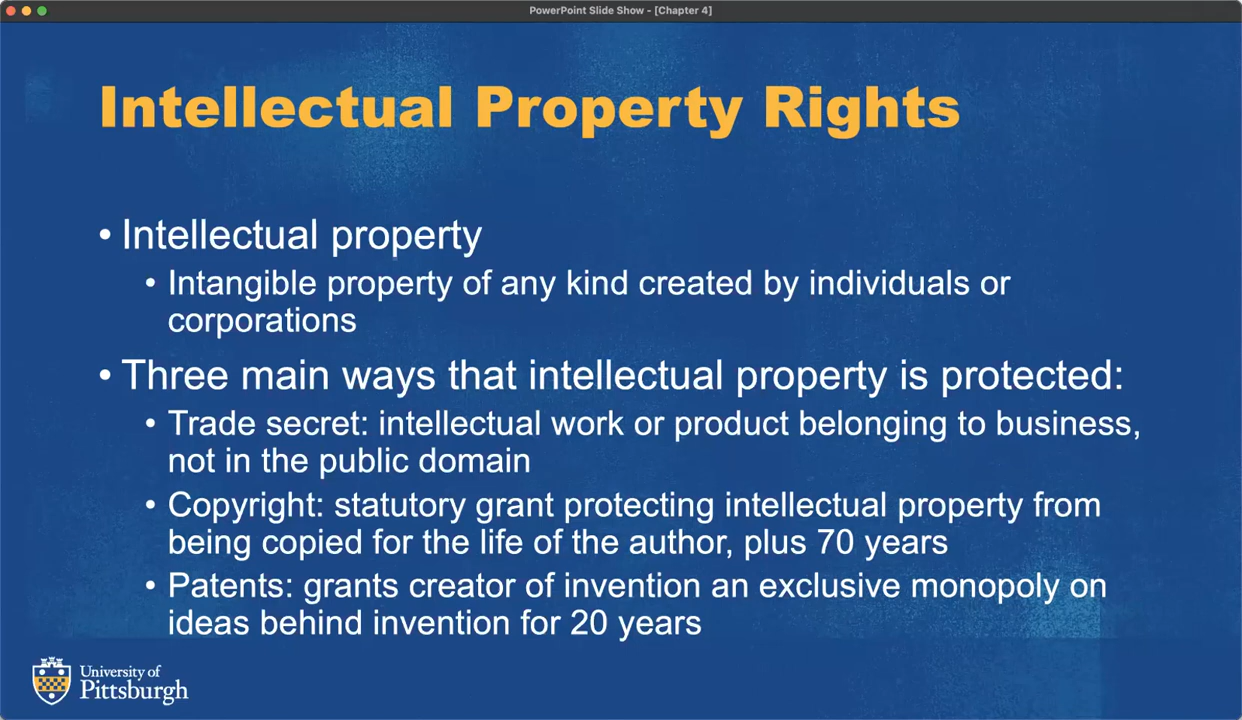 PowerPoint Slide Show - [Chapter 4]
Intellectual Property Rights
• Intellectual property
• Intangible property of any kind created by individuals or
corporations
• Three main ways that intellectual property is protected:
• Trade secret: intellectual work or product belonging to business,
not in the public domain
• Copyright: statutory grant protecting intellectual property from
being copied for the life of the author, plus 70 years
• Patents: grants creator of invention an exclusive monopoly on
ideas behind invention for 20 years
University of
Pittsburgh